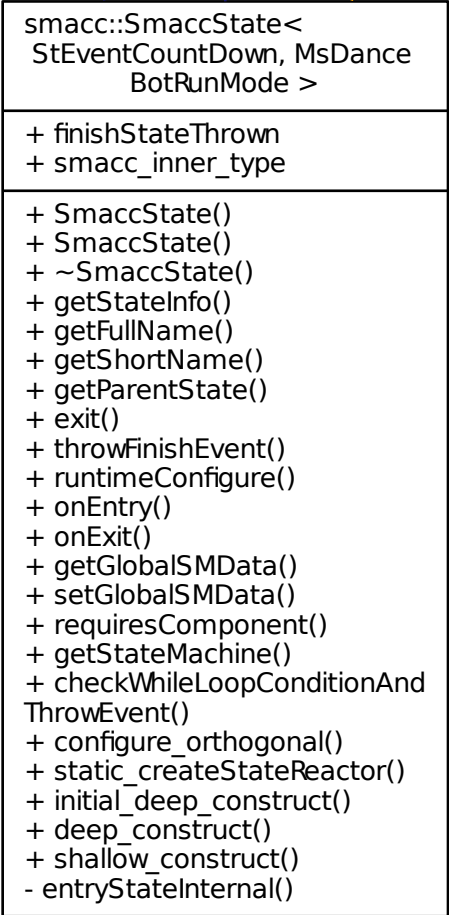 smacc::SmaccState<
StEventCountDown, MsDance
BotRunMode >
+ finishStateThrown
+ smacc_inner_type
+ SmaccState()
+ SmaccState()
+ ~SmaccState()
+ getStateInfo()
+ getFullName()
+ getShortName()
+ getParentState()
+ exit()
+ throwFinishEvent()
+ runtimeConfigure()
+ onEntry()
+ onExit()
+ getGlobalSMData()
+ setGlobalSMData()
+ requiresComponent()
+ getStateMachine()
+ checkWhileLoopConditionAnd
ThrowEvent()
+ configure_orthogonal()
+ static_createStateReactor()
+ initial_deep_construct()
+ deep_construct()
+ shallow_construct()
- entryStateInternal()